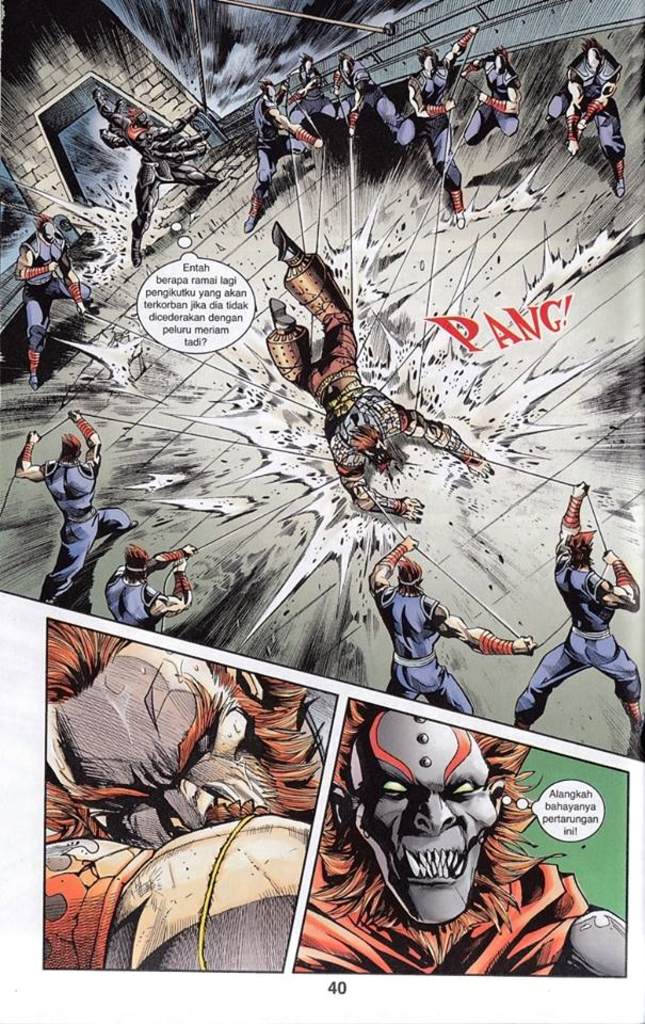 Entah
berapa ramai lagi
pengikutku yang akan
terkorban jika dia tidak
dicederakan dengan
peluru meriam
tadi?
PANG!
Alangkah
bahayanya
pertarungan
ini!
40